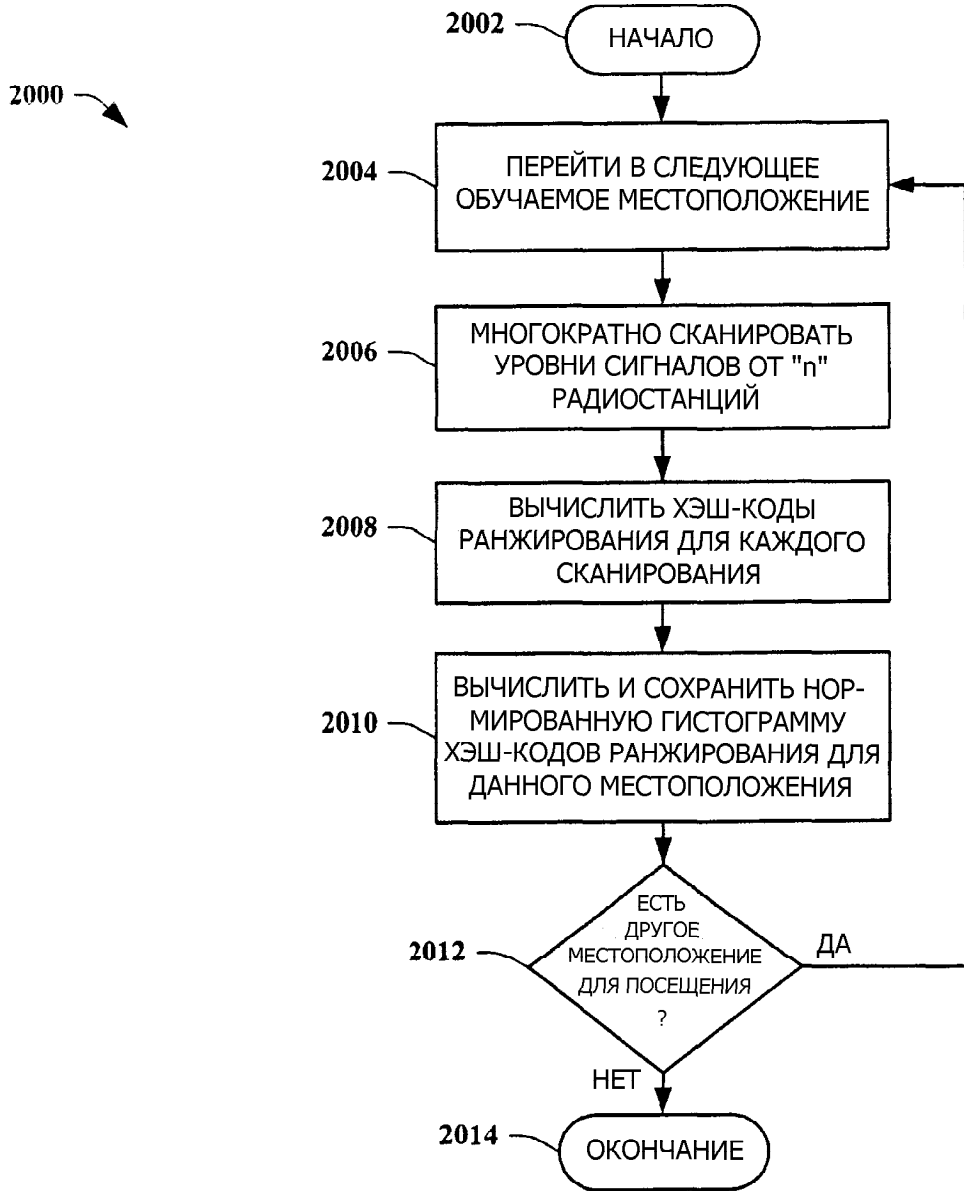 2002
НАЧАЛО
2000
2004
ПЕРЕЙТИ В СЛЕДУЮЩЕЕ
ОБУЧАЕМОЕ МЕСТОПОЛОЖЕНИЕ
2006
МНОГОКРАТНО СКАНИРОВАТЬ
УРОВНИ СИГНАЛОВ ОТ "n"
РАДИОСТАНЦИЙ
2008
ВЫЧИСЛИТЬ ХЭШ-КОДЫ
РАНЖИРОВАНИЯ ДЛЯ КАЖДОГО
СКАНИРОВАНИЯ
2010
ВЫЧИСЛИТЬ И СОХРАНИТЬ НОР-
МИРОВАННУЮ ГИСТОГРАММУ
ХЭШ-КОДОВ РАНЖИРОВАНИЯ ДЛЯ
ДАННОГО МЕСТОПОЛОЖЕНИЯ
2012
ЕСТЬ
ДРУГОЕ
МЕСТОПОЛОЖЕНИЕ
ДЛЯ ПОСЕЩЕНИЯ
?
ДА
НЕТ
2014
ОКОНЧАНИЕ